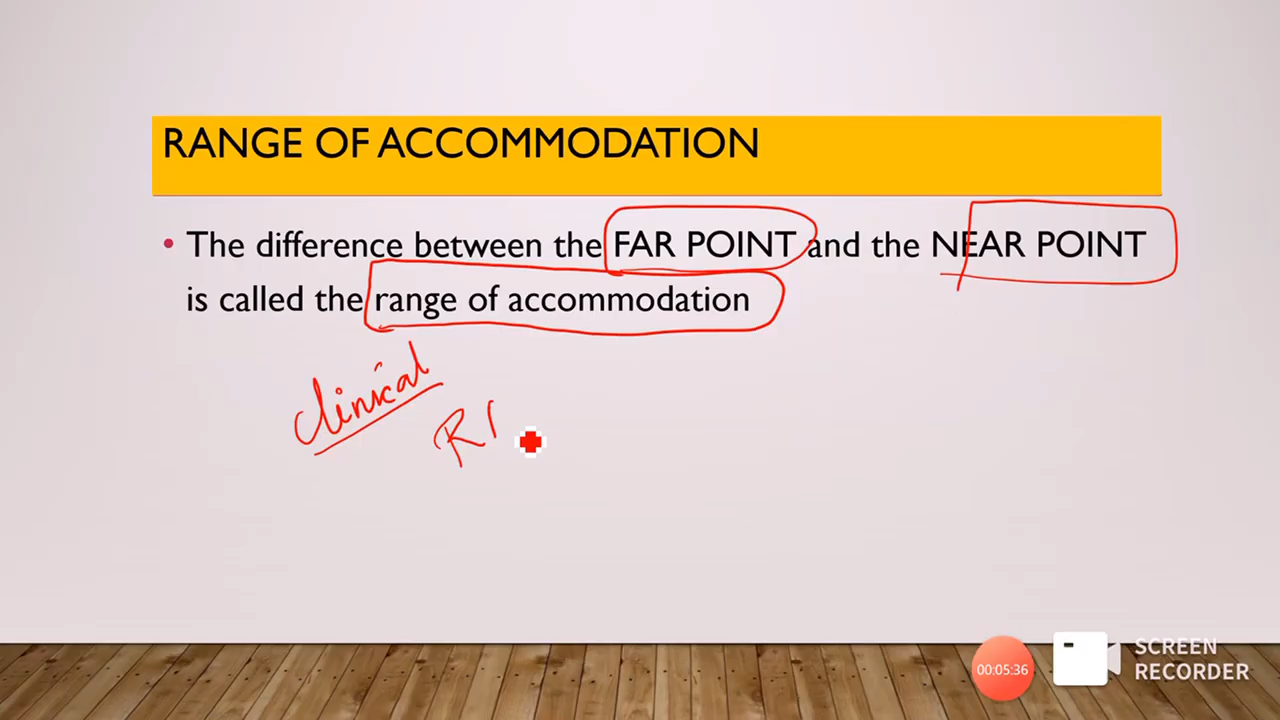 RANGE OF ACCOMMODATION
• The difference between the FAR POINT and the NEAR POINT
is called the range of accommodation
Clinical
00:05:36
SCREEN
RECORDER